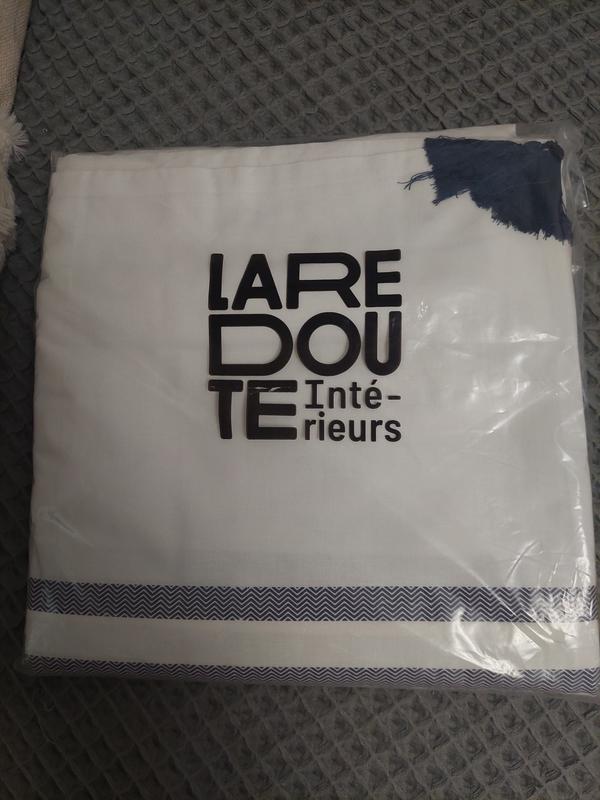 LARE
DOU
TE Inté-
rieurs